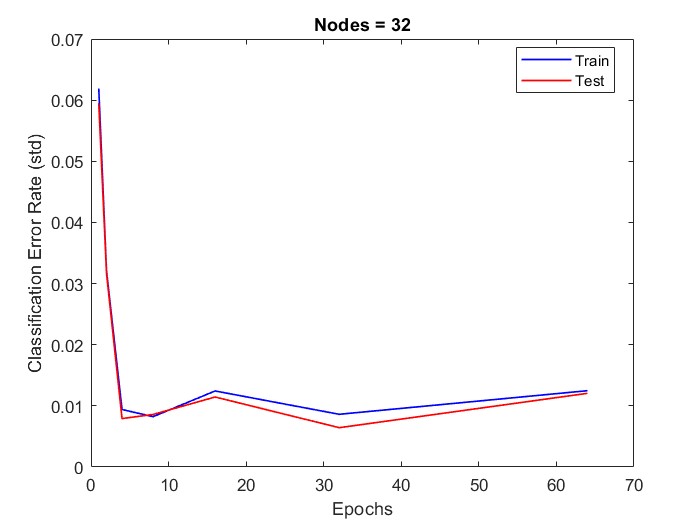 Nodes = 32
Train
Test
0.07
0.06
0.05
0.04
0.03
0.02
0.01
0
Classification Error Rate (std)
0 10 20 30 40 50 60 70
Epochs